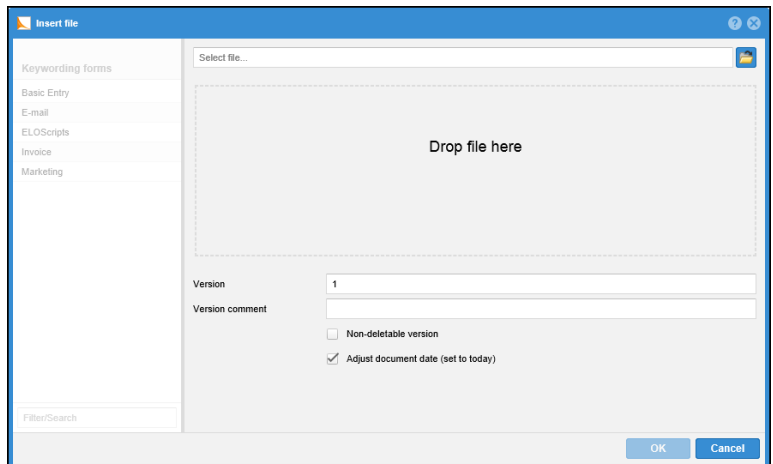 Insert file
Keywording forms
Basic Entry
E-mail
ELOScripts
Invoice
Marketing
Filter/Search
Select file...
Drop file here
Version 1
Version comment
Non-deletable version
Adjust document date (set to today)
OK Cancel